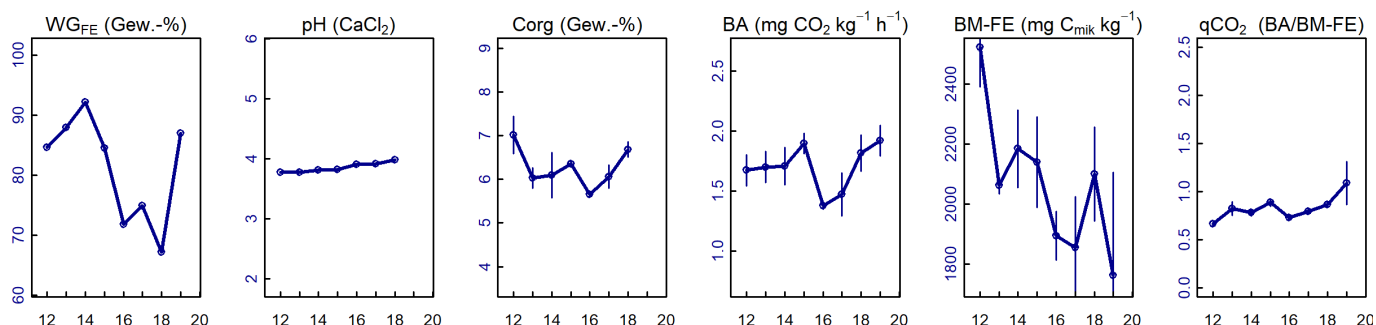 WG_FE (Gew.-%)
100
90
80
70
60
12 14 16 18 20
pH (CaCl₂)
6
5
4
3
2
12 14 16 18 20
Corg (Gew.-%)
9
8
7
6
5
4
12 14 16 18 20
BA (mg CO₂ kg⁻¹ h⁻¹)
2.5
2.0
1.5
1.0
12 14 16 18 20
BM-FE (mg C_mik kg⁻¹)
2400
2200
2000
1800
12 14 16 18 20
qCO₂ (BA/BM-FE)
2.5
2.0
1.5
1.0
0.5
0.0
12 14 16 18 20